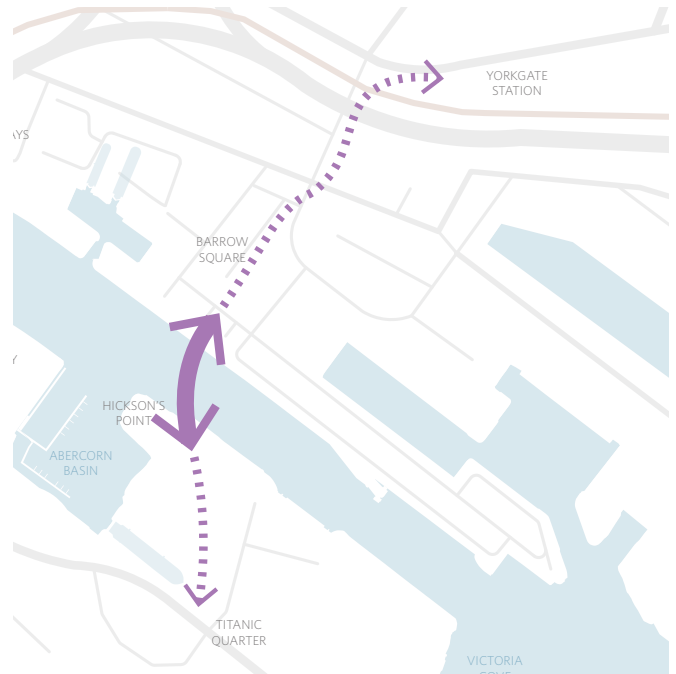 YORKGATE
STATION
BARROW
SQUARE
HICKSON'S
POINT
ABERCORN
BASIN
TITANIC
QUARTER
VICTORIA